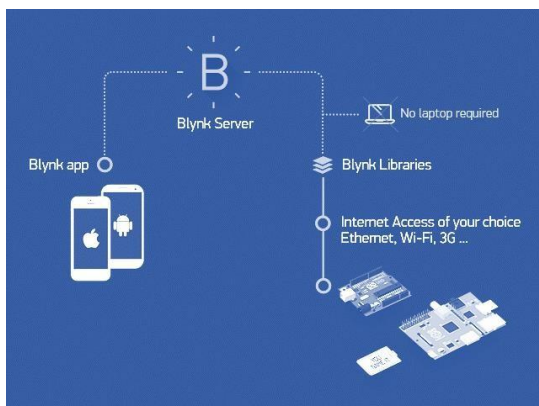 B
Blynk Server
No laptop required
Blynk app
Blynk Libraries
Internet Access of your choice
Ethernet, Wi-Fi, 3G ...